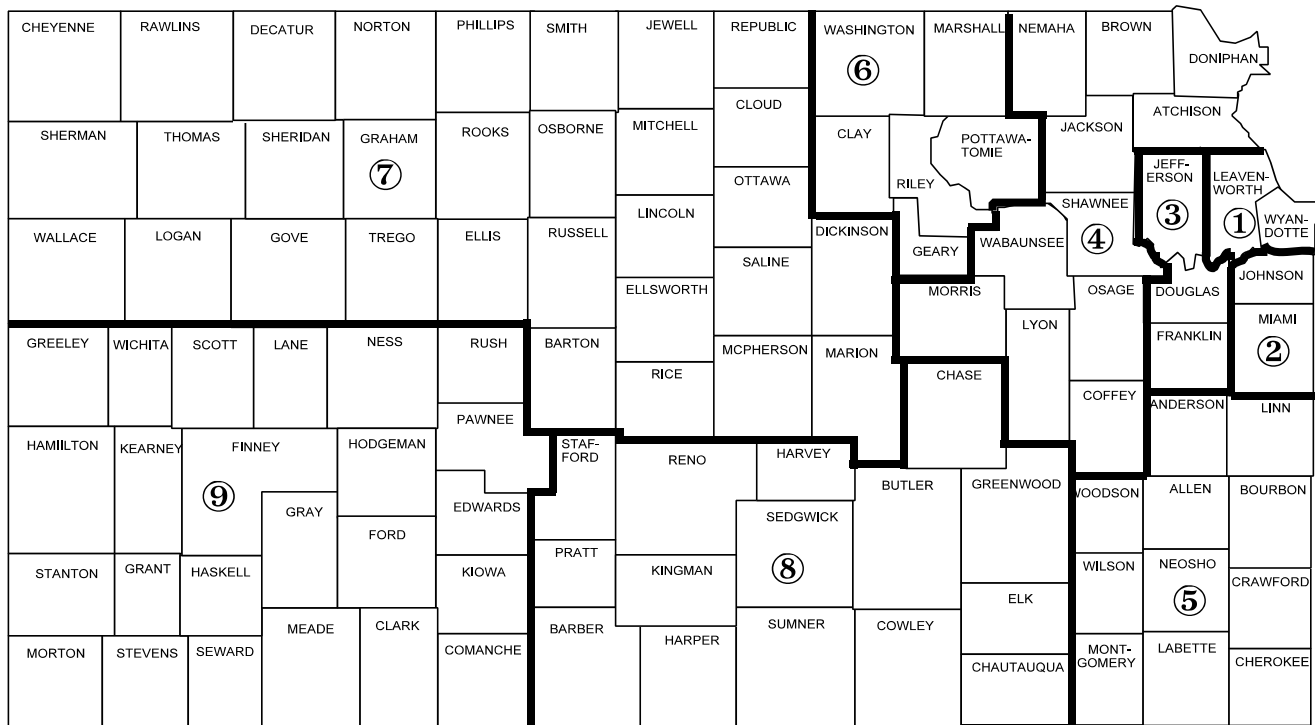 CHEYENNE
RAWLINS
DECATUR
NORTON
PHILLIPS
SMITH
JEWELL
REPUBLIC
WASHINGTON
MARSHALL
NEMAHA
BROWN
DONIPHAN
⑥
CLOUD
ATCHISON
SHERMAN
THOMAS
SHERIDAN
GRAHAM
ROOKS
OSBORNE
MITCHELL
CLAY
POTTAWA-
TOMIE
JACKSON
⑦
RILEY
JEFF-
ERSON
LEAVEN-
WORTH
OTTAWA
LINCOLN
SHAWNEE
③
①
WYAN-
DOTTE
WALLACE
LOGAN
GOVE
TREGO
ELLIS
RUSSELL
DICKINSON
GEARY
WABAUNSEE
④
SALINE
ELLSWORTH
MORRIS
OSAGE
DOUGLAS
JOHNSON
LYON
MIAMI
②
GREELEY
WICHITA
SCOTT
LANE
NESS
RUSH
BARTON
RICE
MCPHERSON
MARION
CHASE
FRANKLIN
COFFEY
ANDERSON
LINN
PAWNEE
HAMILTON
KEARNEY
FINNEY
HODGEMAN
STAF-
FORD
RENO
HARVEY
BUTLER
GREENWOOD
⑨
GRAY
EDWARDS
SEDGWICK
WOODSON
ALLEN
BOURBON
FORD
PRATT
KINGMAN
⑧
STANTON
GRANT
HASKELL
KIOWA
ELK
WILSON
NEOSHO
CRAWFORD
⑤
MEADE
CLARK
BARBER
HARPER
SUMNER
COWLEY
MORTON
STEVENS
SEWARD
COMANCHE
CHAUTAUQUA
MONT-
GOMERY
LABETTE
CHEROKEE